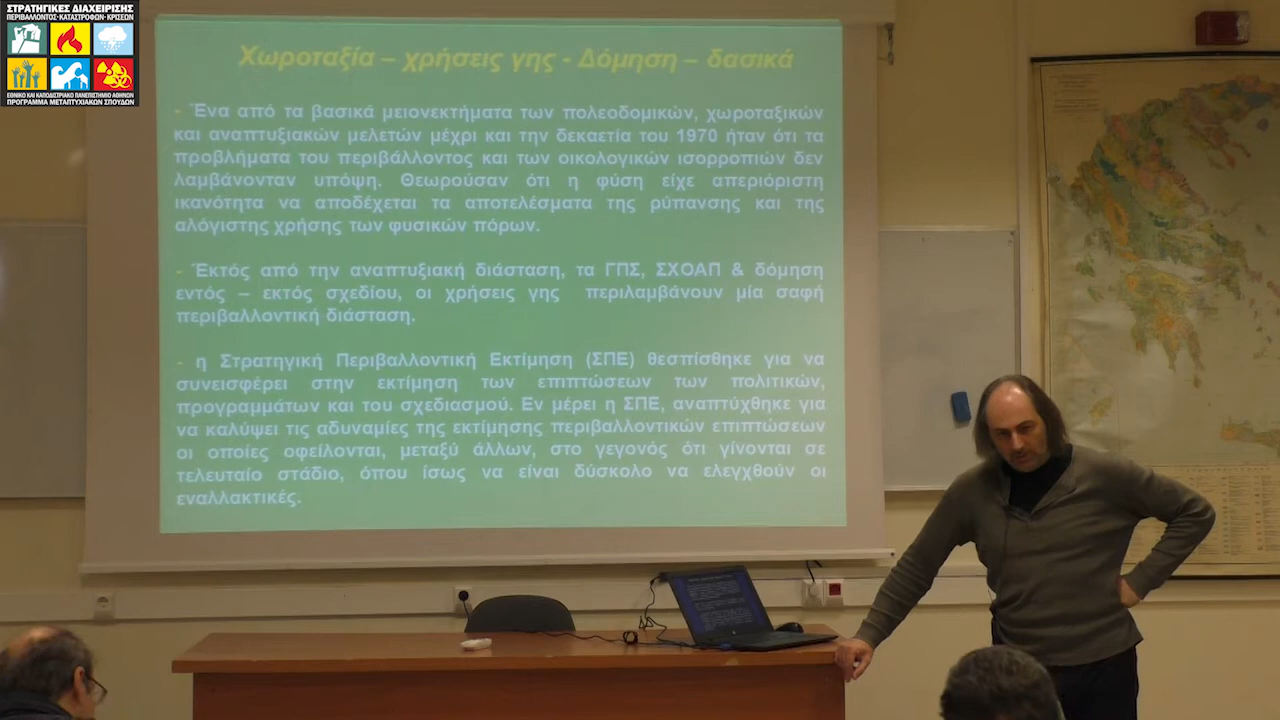 ΣΤΡΑΤΗΓΙΚΕΣ ΔΙΑΧΕΙΡΙΣΗΣ
ΠΕΡΙΒΑΛΛΟΝΤΟΣ·ΚΑΤΑΣΤΡΟΦΩΝ·ΚΡΙΣΕΩΝ
ΕΘΝΙΚΟ ΚΑΙ ΚΑΠΟΔΙΣΤΡΙΑΚΟ ΠΑΝΕΠΙΣΤΗΜΙΟ ΑΘΗΝΩΝ
ΠΡΟΓΡΑΜΜΑ ΜΕΤΑΠΤΥΧΙΑΚΩΝ ΣΠΟΥΔΩΝ
Χωροταξία – χρήσεις γης - Δόμηση – δασικά
- Ένα από τα βασικά μειονεκτήματα των πολεοδομικών, χωροταξικών
και αναπτυξιακών μελετών μέχρι και την δεκαετία του 1970 ήταν ότι τα
προβλήματα του περιβάλλοντος και των οικολογικών ισορροπιών δεν
λαμβάνονταν υπόψη. Θεωρούσαν ότι η φύση είχε απεριόριστη
ικανότητα να αποδέχεται τα αποτελέσματα της ρύπανσης και της
αλόγιστης χρήσης των φυσικών πόρων.
- Έκτός από την αναπτυξιακή διάσταση, τα ΓΠΣ, ΣΧΟΑΠ & δόμηση
εντός – εκτός σχεδίου, οι χρήσεις γης περιλαμβάνουν μία σαφή
περιβαλλοντική διάσταση.
- η Στρατηγική Περιβαλλοντική Εκτίμηση (ΣΠΕ) θεσπίσθηκε για να
συνεισφέρει στην εκτίμηση των επιπτώσεων των πολιτικών,
προγραμμάτων και του σχεδιασμού. Εν μέρει η ΣΠΕ, αναπτύχθηκε για
να καλύψει τις αδυναμίες της εκτίμησης περιβαλλοντικών επιπτώσεων
οι οποίες οφείλονται, μεταξύ άλλων, στο γεγονός ότι γίνονται σε
τελευταίο στάδιο, όπου ίσως να είναι δύσκολο να ελεγχθούν οι
εναλλακτικές.